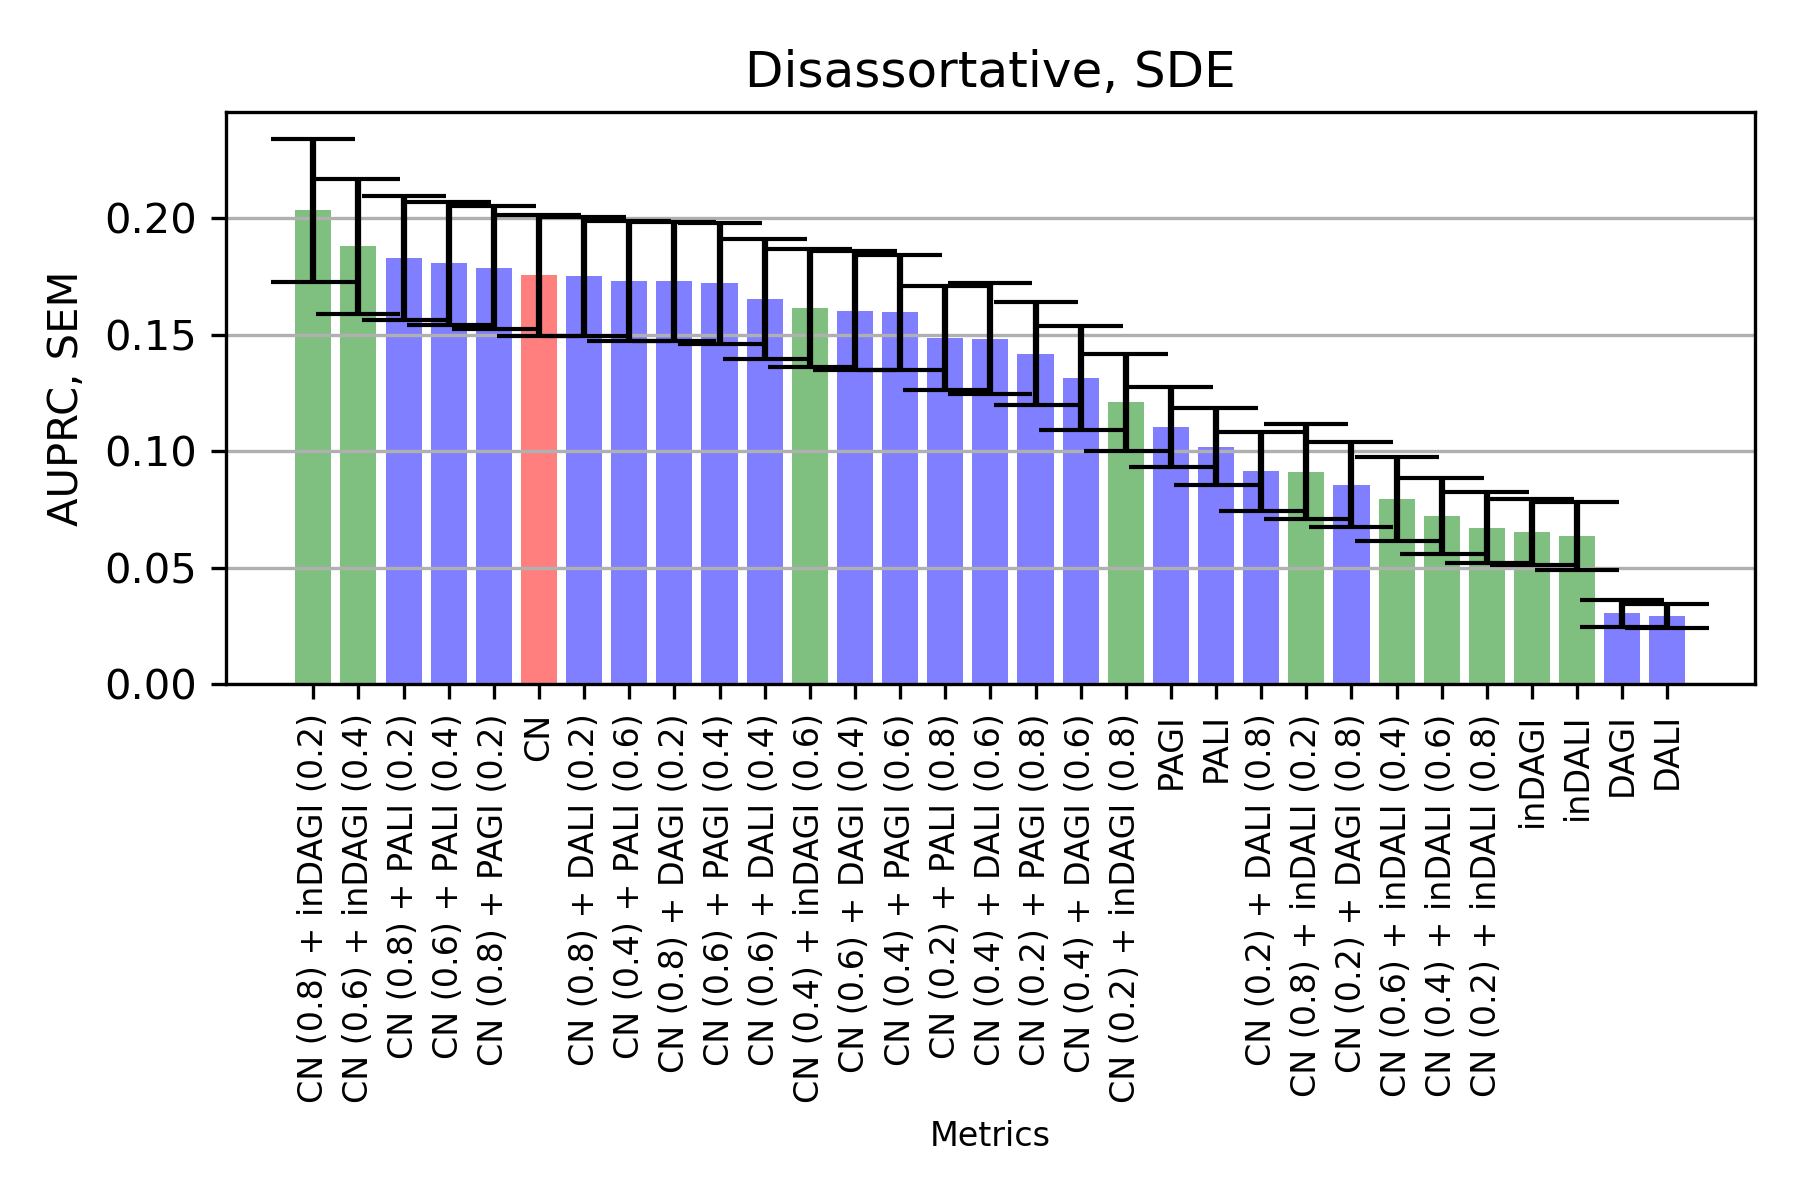 Disassortative, SDE
AUPRC, SEM
0.20
0.15
0.10
0.05
0.00
CN (0.8) + inDAGI (0.2)
CN (0.6) + inDAGI (0.4)
CN (0.8) + PALI (0.2)
CN (0.6) + PALI (0.4)
CN (0.8) + PAGI (0.2)
CN
CN (0.8) + DALI (0.2)
CN (0.4) + PALI (0.6)
CN (0.8) + DAGI (0.2)
CN (0.6) + PAGI (0.4)
CN (0.6) + DALI (0.4)
CN (0.4) + inDAGI (0.6)
CN (0.6) + DAGI (0.4)
CN (0.4) + PAGI (0.6)
CN (0.2) + PALI (0.8)
CN (0.4) + DALI (0.6)
CN (0.2) + PAGI (0.8)
CN (0.4) + DAGI (0.6)
CN (0.2) + inDAGI (0.8)
PAGI
PALI
CN (0.2) + DALI (0.8)
CN (0.8) + inDALI (0.2)
CN (0.2) + DAGI (0.8)
CN (0.6) + inDALI (0.4)
CN (0.4) + inDALI (0.6)
CN (0.2) + inDALI (0.8)
inDAGI
inDALI
DAGI
DALI
Metrics